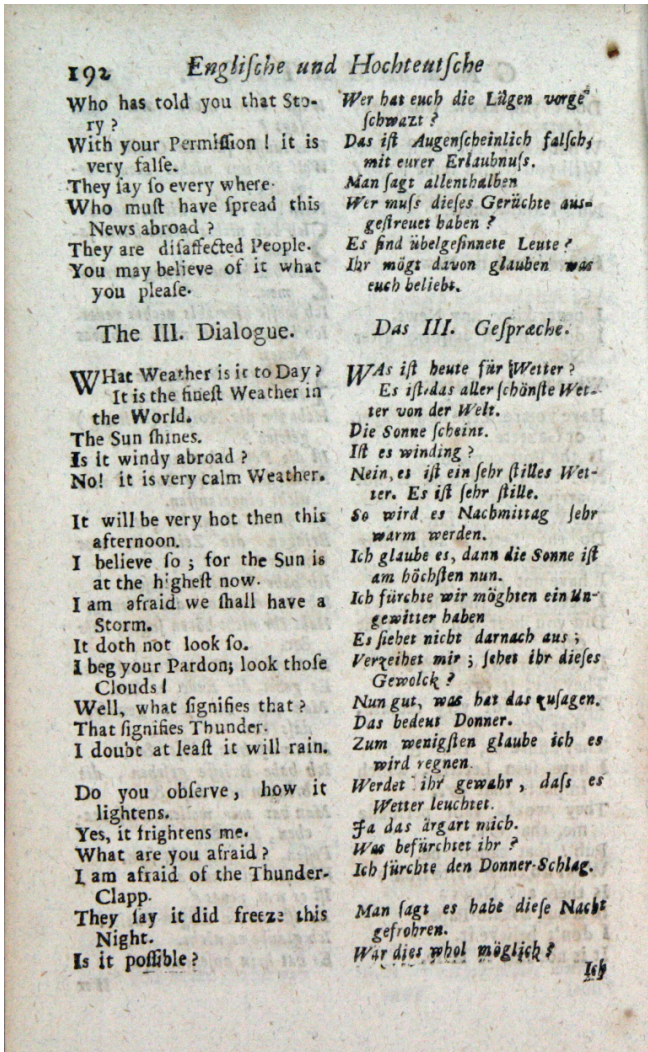 192
Engliſche und Hochteutſche
Who has told you that Sto-
ry ?
With your Permiſſion ! it is
very falſe.
They ſay ſo every where.
Who muſt have ſpread this
News abroad ?
They are diſaffected People.
You may believe of it what
you pleaſe.
The III. Dialogue.
WHat Weather is it to Day ?
It is the fineſt Weather in
the World.
The Sun ſhines.
Is it windy abroad ?
No! it is very calm Weather.
It will be very hot then this
afternoon.
I believe ſo ; for the Sun is
at the higheſt now.
I am afraid we ſhall have a
Storm.
It doth not look ſo.
I beg your Pardon; look thoſe
Clouds !
Well, what ſignifies that ?
That ſignifies Thunder.
I doubt at leaſt it will rain.
Do you obſerve, how it
lightens.
Yes, it frightens me.
What are you afraid ?
I am afraid of the Thunder-
Clapp.
They ſay it did freeze this
Night.
Is it poſſible ?
Wer hat euch die Lügen vorge
ſchwazt ?
Das iſt Augenſcheinlich falſch,
mit eurer Erlaubnuſs.
Man ſagt allenthalben
Wer muſs dieſes Gerüchte aus-
geſtreuet haben ?
Es ſind übelgeſinnete Leute ?
Ihr mögt davon glauben was
euch beliebt.
Das III. Geſpræche.
WAs iſt heute für Wetter ?
Es iſt das aller ſchönſte Wet-
ter von der Welt.
Die Sonne ſcheint.
Iſt es winding ?
Nein, es iſt ein ſehr ſtilles Wet-
ter. Es iſt ſehr ſtille.
So wird es Nachmittag ſehr
warm werden.
Ich glaube es, dann die Sonne iſt
am höchſten nun.
Ich fürchte wir möghten ein Un-
gewitter haben
Es ſiehet nicht darnach aus ;
Verzeihet mir ; ſehet ihr dieſes
Gewolck ?
Nun gut, was hat das zuſagen.
Das bedeut Donner.
Zum wenigſten glaube ich es
wird regnen.
Werdet ihr gewahr, daſs es
Wetter leuchtet.
Ja das ärgart mich.
Was befürchtet ihr ?
Ich fürchte den Donner-Schlag.
Man ſagt es habe dieſe Nacht
gefrohren.
Wär dies whol möglich ?
Ich